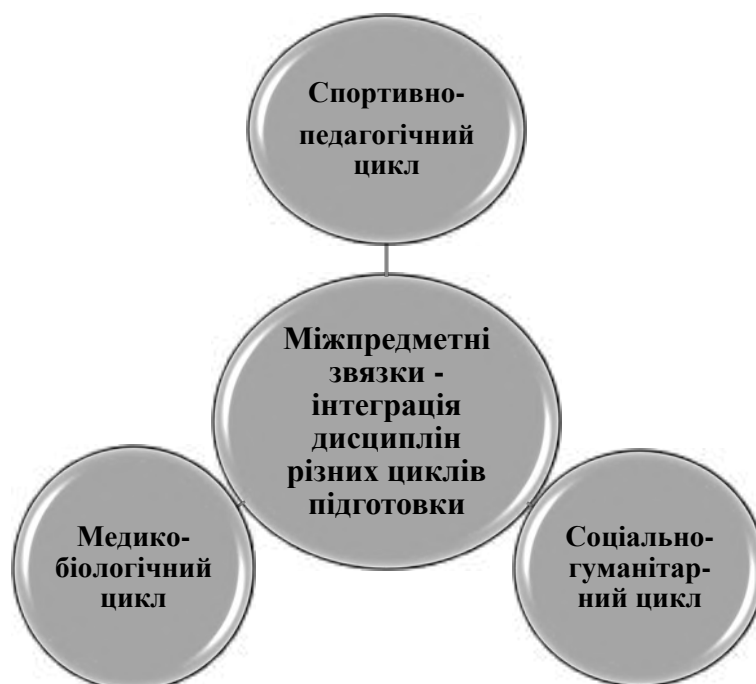 Спортивно-
педагогічний
цикл
Міжпредметні
звязки -
інтеграція
дисциплін
різних циклів
підготовки
Медико-
біологічний
цикл
Соціально-
гуманітар-
ний цикл